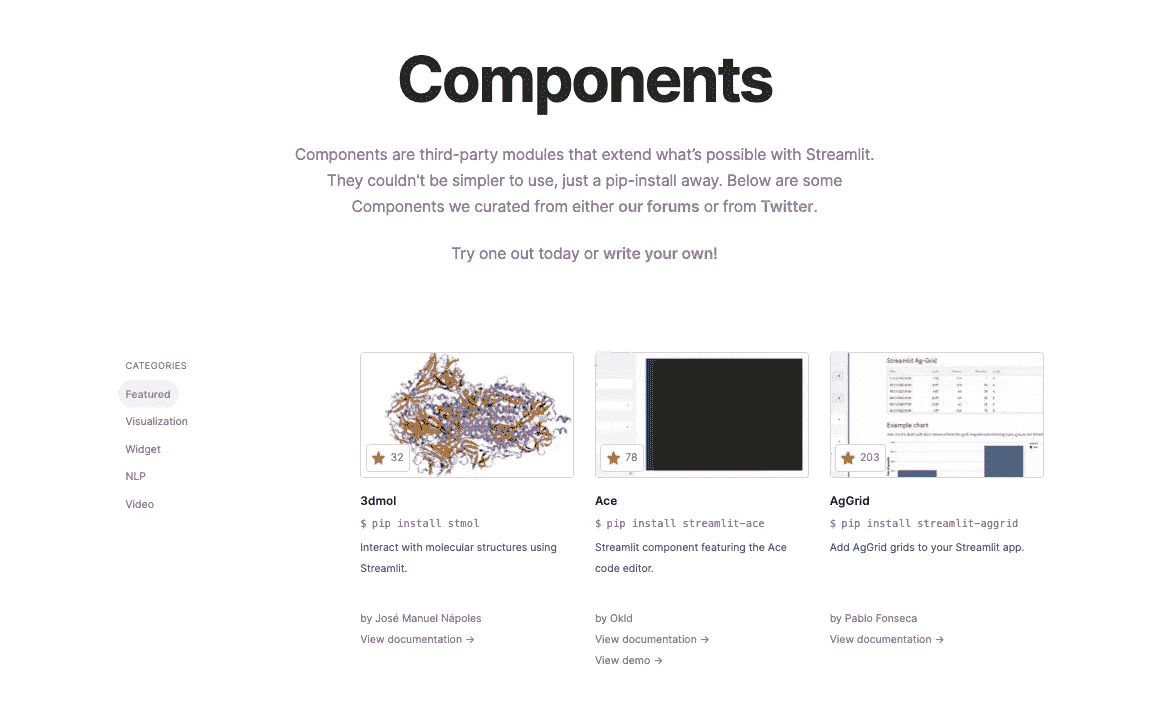 Components
Components are third-party modules that extend what's possible with Streamlit.
They couldn't be simpler to use, just a pip-install away. Below are some
Components we curated from either our forums or from Twitter.
Try one out today or write your own!
CATEGORIES
Featured
Visualization
Widget
NLP
Video
32
3dmol
$ pip install stmol
Interact with molecular structures using
Streamlit.
by José Manuel Nápoles
View documentation →
78
Ace
$ pip install streamlit-ace
Streamlit component featuring the Ace
code editor.
by Okld
View documentation →
View demo →
Streamlit Ag-Grid
Example chart
203
AgGrid
$ pip install streamlit-aggrid
Add AgGrid grids to your Streamlit app.
by Pablo Fonseca
View documentation →